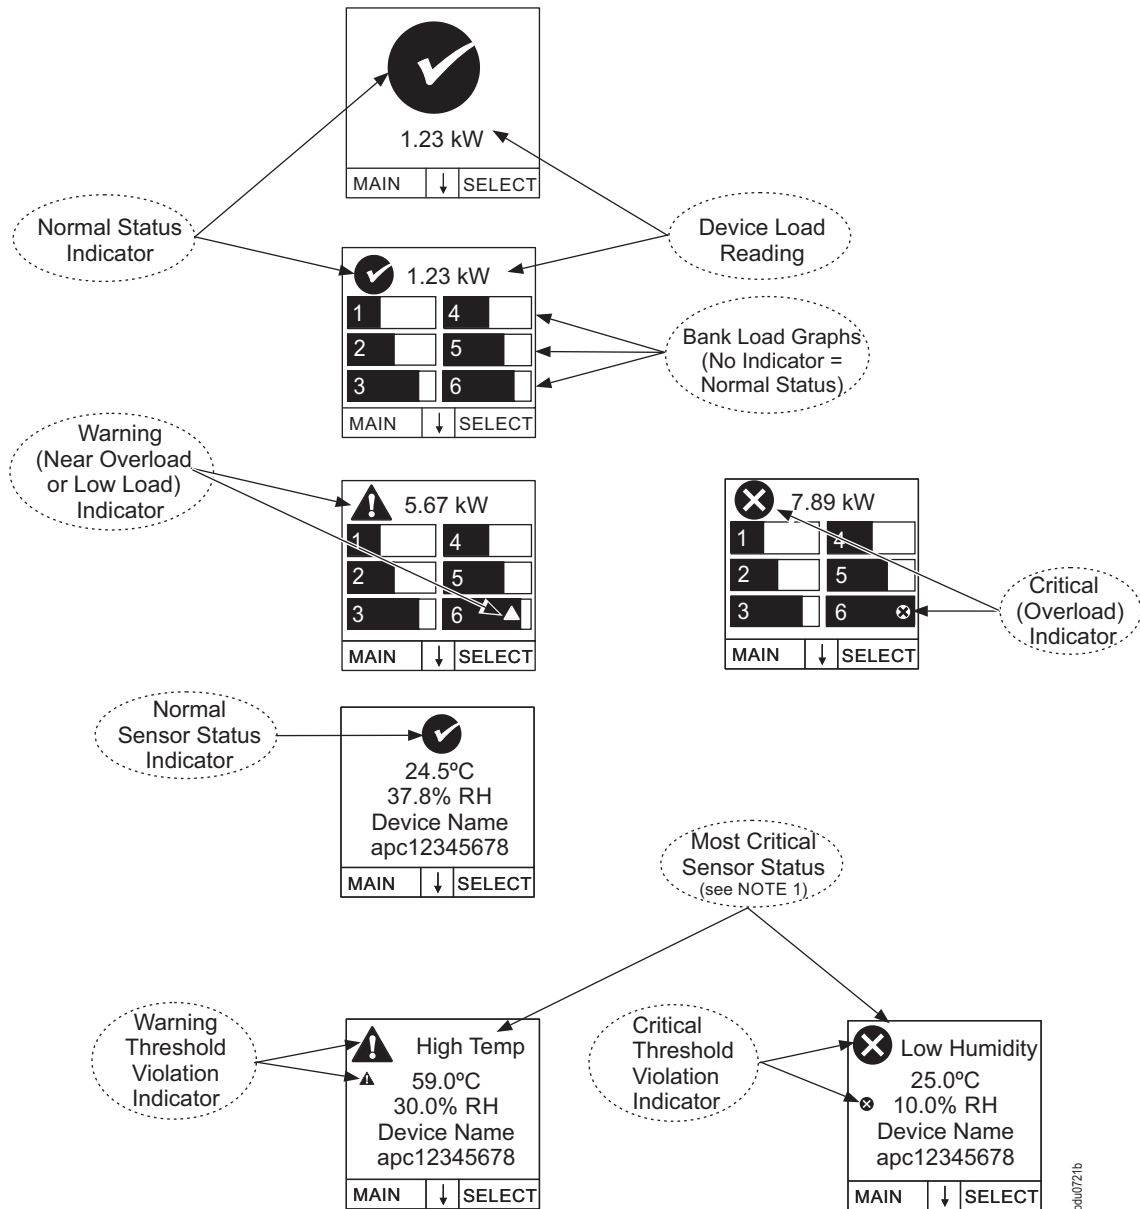 1.23 kW
MAIN ↓ SELECT
Normal Status
Indicator
Device Load
Reading
1.23 kW
1 4
2 5
3 6
MAIN ↓ SELECT
Bank Load Graphs
(No Indicator =
Normal Status)
Warning
(Near Overload
or Low Load)
Indicator
5.67 kW
1 4
2 5
3 6
MAIN ↓ SELECT
7.89 kW
1 4
2 5
3 6
MAIN ↓ SELECT
Critical
(Overload)
Indicator
Normal
Sensor Status
Indicator
24.5ºC
37.8% RH
Device Name
apc12345678
MAIN ↓ SELECT
Most Critical
Sensor Status
(see NOTE 1)
Warning
Threshold
Violation
Indicator
High Temp
59.0ºC
30.0% RH
Device Name
apc12345678
MAIN ↓ SELECT
Critical
Threshold
Violation
Indicator
Low Humidity
25.0ºC
10.0% RH
Device Name
apc12345678
MAIN ↓ SELECT
pdu0721b